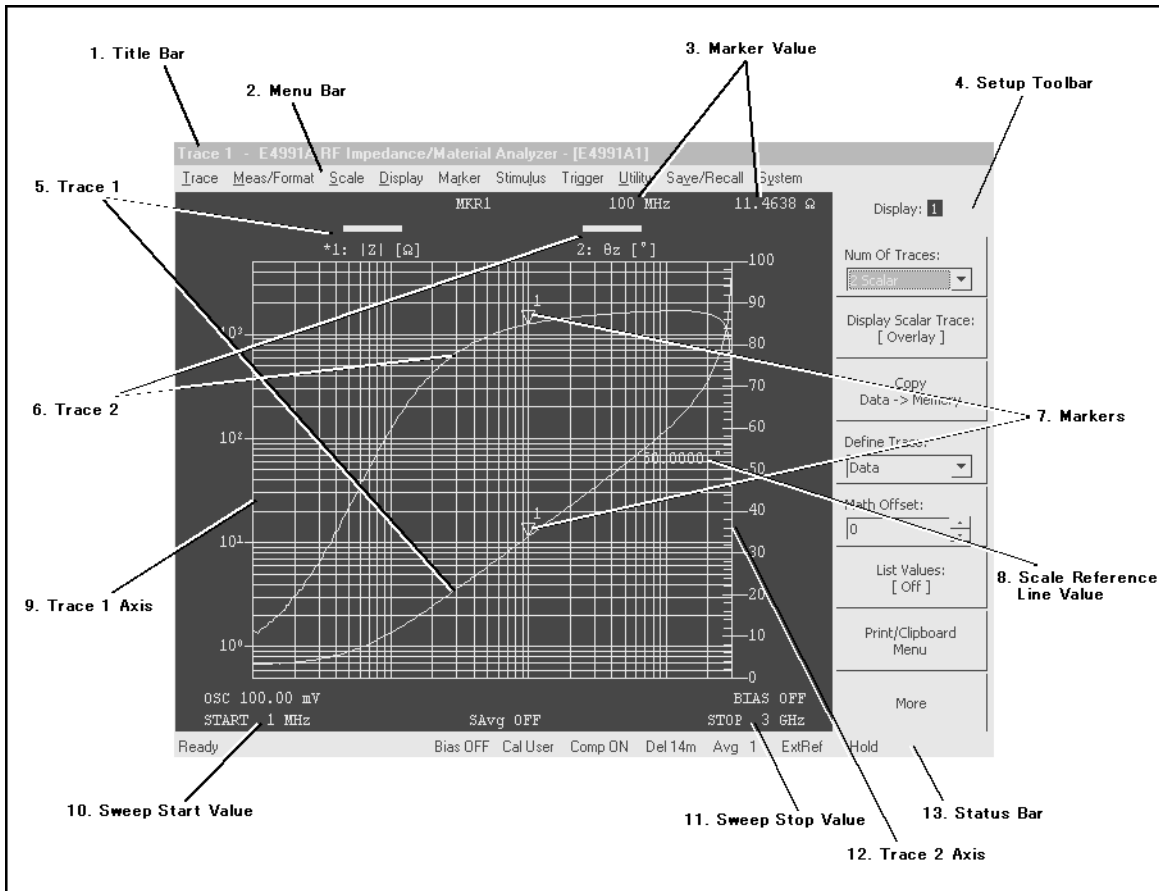 1. Title Bar
3. Marker Value
2. Menu Bar
4. Setup Toolbar
Trace 1 - E4991A RF Impedance/Material Analyzer - [E4991A1]
5. Trace 1
Trace Meas/Format Scale Display Marker Stimulus Trigger Utility Save/Recall System
MKR1 100 MHz 11.4638 Ω
Display: 1
*1: |Z| [Ω] 2: θz [°]
Num Of Traces:
2 Scalar
Display Scalar Trace:
[ Overlay ]
Copy
Data -> Memory
Define Trace:
Data
Math Offset:
0
List Values:
[ Off ]
Print/Clipboard
Menu
More
100
90
80
70
60
50
40
30
20
10
0
10³
10²
10¹
10⁰
1
1
50.0000 °
6. Trace 2
7. Markers
8. Scale Reference
Line Value
9. Trace 1 Axis
OSC 100.00 mV BIAS OFF
START 1 MHz SAvg OFF STOP 3 GHz
Ready Bias OFF Cal User Comp ON Del 14m Avg 1 ExtRef Hold
10. Sweep Start Value
11. Sweep Stop Value
13. Status Bar
12. Trace 2 Axis